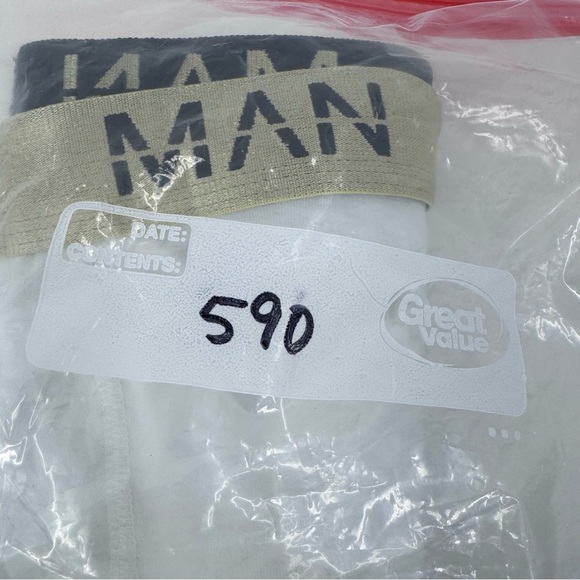 MAN
MAN
DATE:
CONTENTS:
590
Great
Value